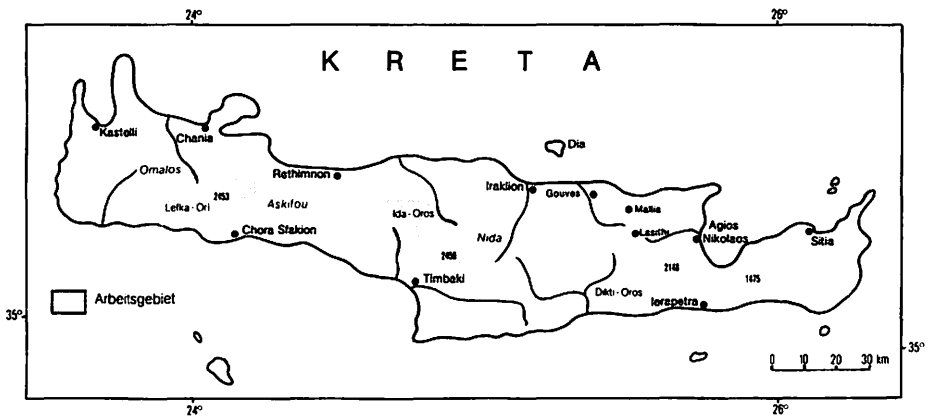 24° 26°
K R E T A
Kastelli
Chania
Dia
Omalos
Rethimnon
Iraklion
Gouves
Mallia
Lefka-Ori
2453
Askifou
Ida-Oros
Nida
Lasithi
Agios
Nikolaos
Sitia
Chora Sfakion
2456
2148
1475
Timbaki
Dikti-Oros
Ierapetra
Arbeitsgebiet
35°
35°
0 10 20 30 km
24° 26°